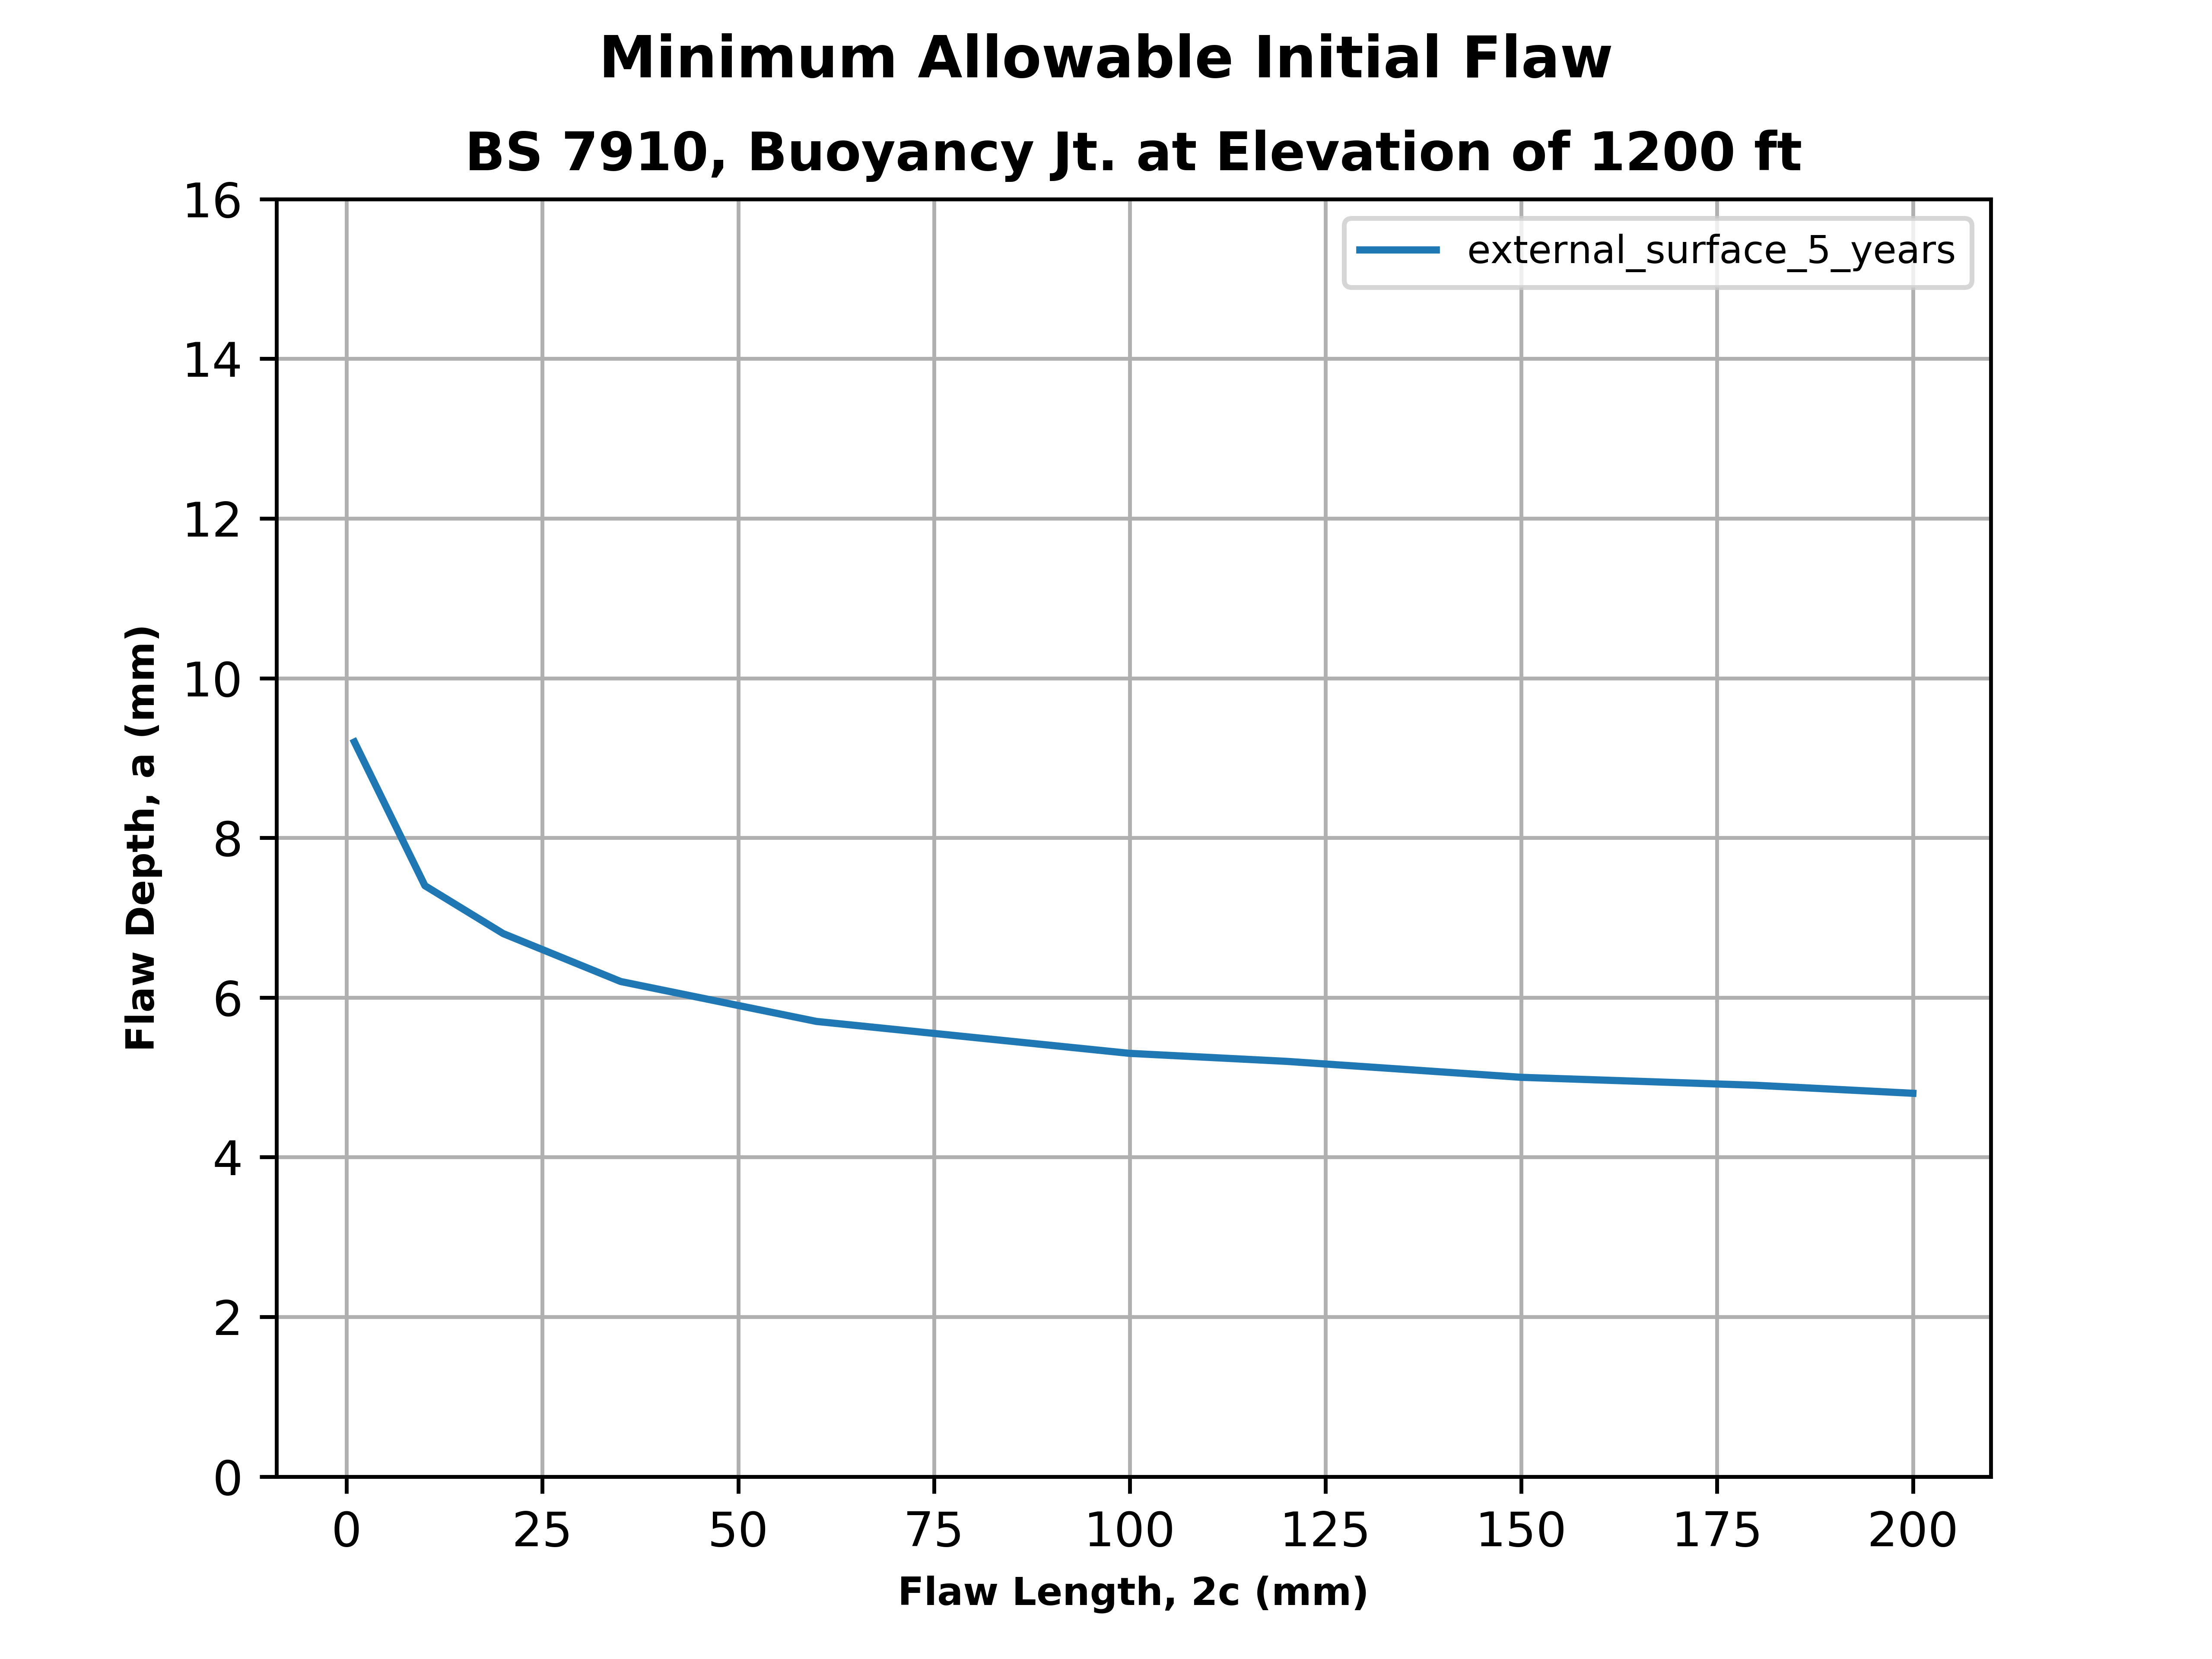 Minimum Allowable Initial Flaw
BS 7910, Buoyancy Jt. at Elevation of 1200 ft
external_surface_5_years
16
14
12
10
8
6
4
2
0
Flaw Depth, a (mm)
0 25 50 75 100 125 150 175 200
Flaw Length, 2c (mm)